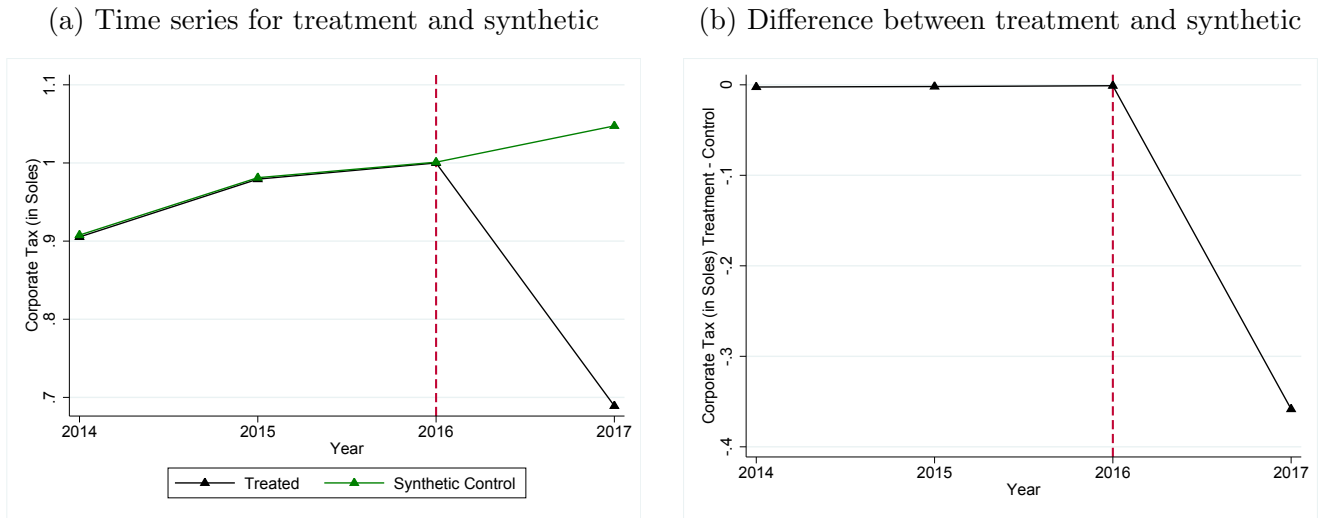 (a) Time series for treatment and synthetic
1.1
1
.9
.8
.7
Corporate Tax (in Soles)
2014 2015 2016 2017
Year
Treated Synthetic Control
(b) Difference between treatment and synthetic
0
-.1
-.2
-.3
-.4
Corporate Tax (in Soles) Treatment - Control
2014 2015 2016 2017
Year